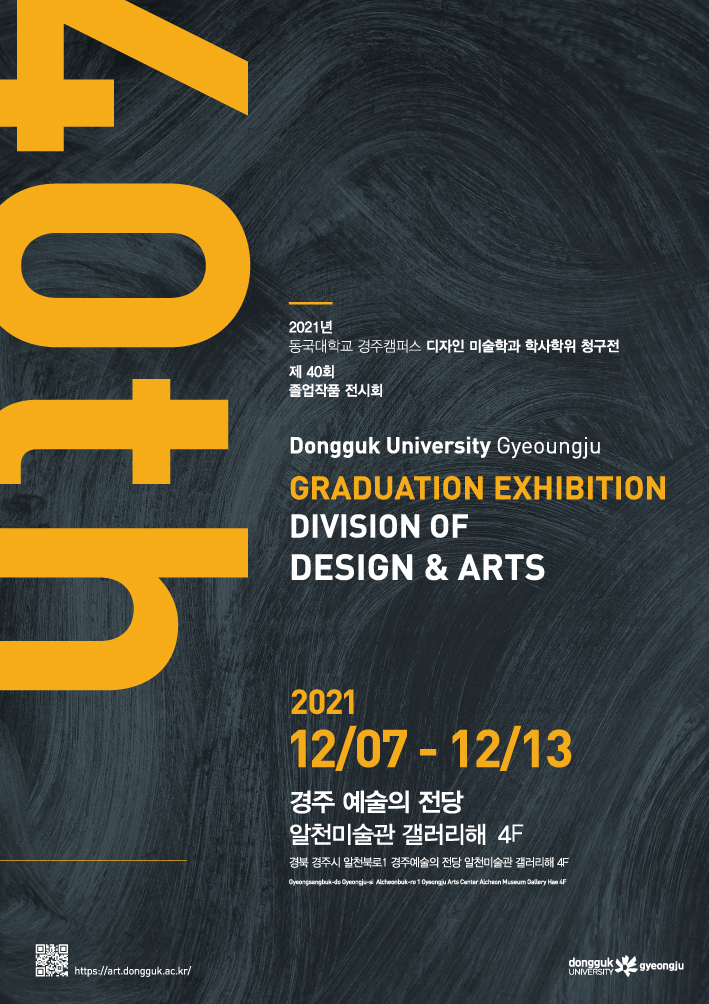 40th
2021년
동국대학교 경주캠퍼스 디자인 미술학과 학사학위 청구전
제 40회
졸업작품 전시회
Dongguk University Gyeoungju
GRADUATION EXHIBITION
DIVISION OF
DESIGN & ARTS
2021
12/07 - 12/13
경주 예술의 전당
알천미술관 갤러리해 4F
경북 경주시 알천북로1 경주예술의 전당 알천미술관 갤러리해 4F
Gyeongsangbuk-do Gyeongju-si Alcheonbuk-ro 1 Gyeongju Arts Center Alcheon Museum Gallery Hae 4F
https://art.dongguk.ac.kr/
dongguk
UNIVERSITY
gyeongju